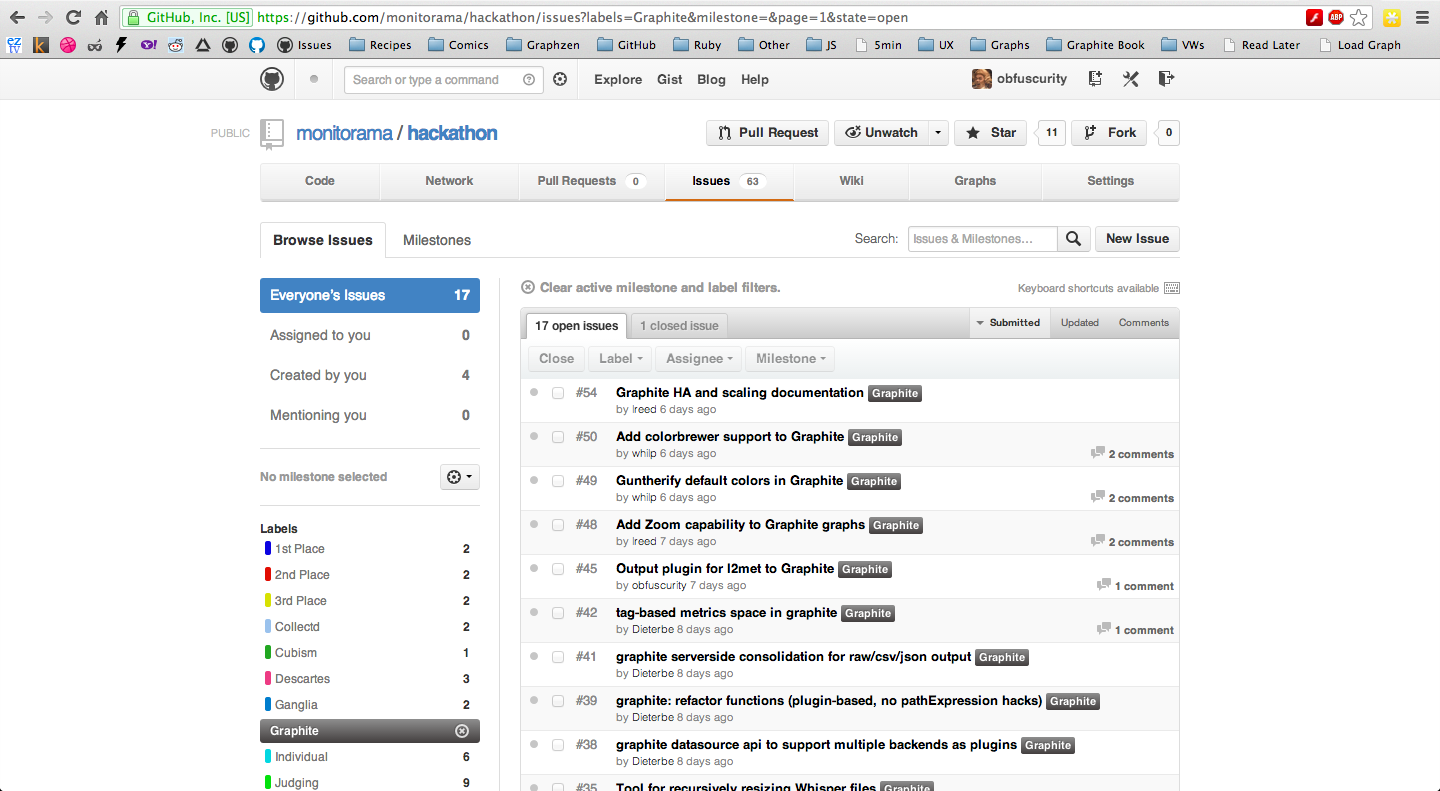 GitHub, Inc. [US] https://github.com/monitorama/hackathon/issues?labels=Graphite&milestone=&page=1&state=open
ez TV k Y! Issues Recipes Comics Graphzen GitHub Ruby Other JS 5min UX Graphs Graphite Book VWs Read Later Load Graph
Search or type a command Explore Gist Blog Help obfuscurity
PUBLIC monitorama / hackathon Pull Request Unwatch Star 11 Fork 0
Code Network Pull Requests 0 Issues 63 Wiki Graphs Settings
Browse Issues Milestones Search: Issues & Milestones... New Issue
Everyone's Issues 17
Assigned to you 0
Created by you 4
Mentioning you 0
No milestone selected
Labels
1st Place 2
2nd Place 2
3rd Place 2
Collectd 2
Cubism 1
Descartes 3
Ganglia 2
Graphite
Individual 6
Judging 9
Clear active milestone and label filters. Keyboard shortcuts available
17 open issues 1 closed issue Submitted Updated Comments
Close Label Assignee Milestone
#54 Graphite HA and scaling documentation Graphite
by lreed 6 days ago
#50 Add colorbrewer support to Graphite Graphite
by whilp 6 days ago 2 comments
#49 Guntherify default colors in Graphite Graphite
by whilp 6 days ago 2 comments
#48 Add Zoom capability to Graphite graphs Graphite
by lreed 7 days ago 2 comments
#45 Output plugin for l2met to Graphite Graphite
by obfuscurity 7 days ago 1 comment
#42 tag-based metrics space in graphite Graphite
by Dieterbe 8 days ago 1 comment
#41 graphite serverside consolidation for raw/csv/json output Graphite
by Dieterbe 8 days ago
#39 graphite: refactor functions (plugin-based, no pathExpression hacks) Graphite
by Dieterbe 8 days ago
#38 graphite datasource api to support multiple backends as plugins Graphite
by Dieterbe 8 days ago
#35 Tool for recursively resizing Whisper files Graphite